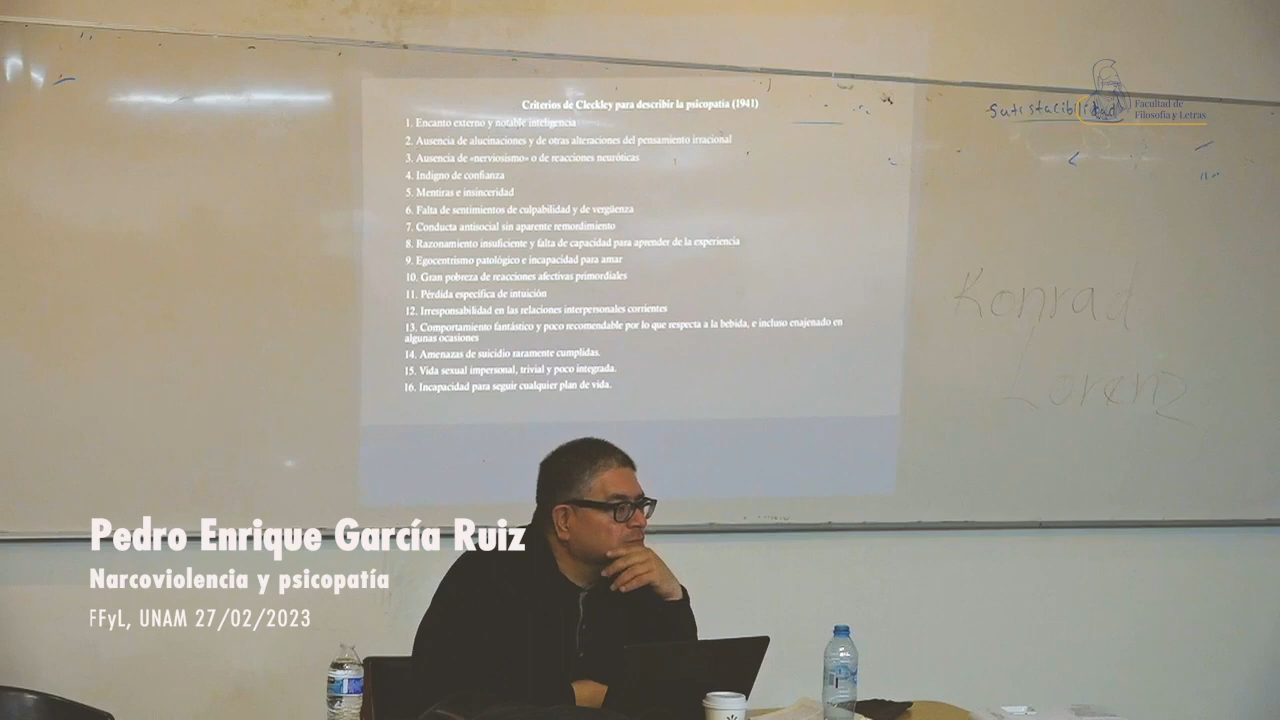 Criterios de Cleckley para describir la psicopatía (1941)
1. Encanto externo y notable inteligencia
2. Ausencia de alucinaciones y de otras alteraciones del pensamiento irracional
3. Ausencia de «nerviosismo» o de reacciones neuróticas
4. Indigno de confianza
5. Mentiras e insinceridad
6. Falta de sentimientos de culpabilidad y de vergüenza
7. Conducta antisocial sin aparente remordimiento
8. Razonamiento insuficiente y falta de capacidad para aprender de la experiencia
9. Egocentrismo patológico e incapacidad para amar
10. Gran pobreza de reacciones afectivas primordiales
11. Pérdida específica de intuición
12. Irresponsabilidad en las relaciones interpersonales corrientes
13. Comportamiento fantástico y poco recomendable por lo que respecta a la bebida, e incluso enajenado en
algunas ocasiones
14. Amenazas de suicidio raramente cumplidas.
15. Vida sexual impersonal, trivial y poco integrada.
16. Incapacidad para seguir cualquier plan de vida.
Facultad de
Filosofía y Letras
Konrad
Lorenz
Pedro Enrique García Ruiz
Narcoviolencia y psicopatía
FFyL, UNAM 27/02/2023